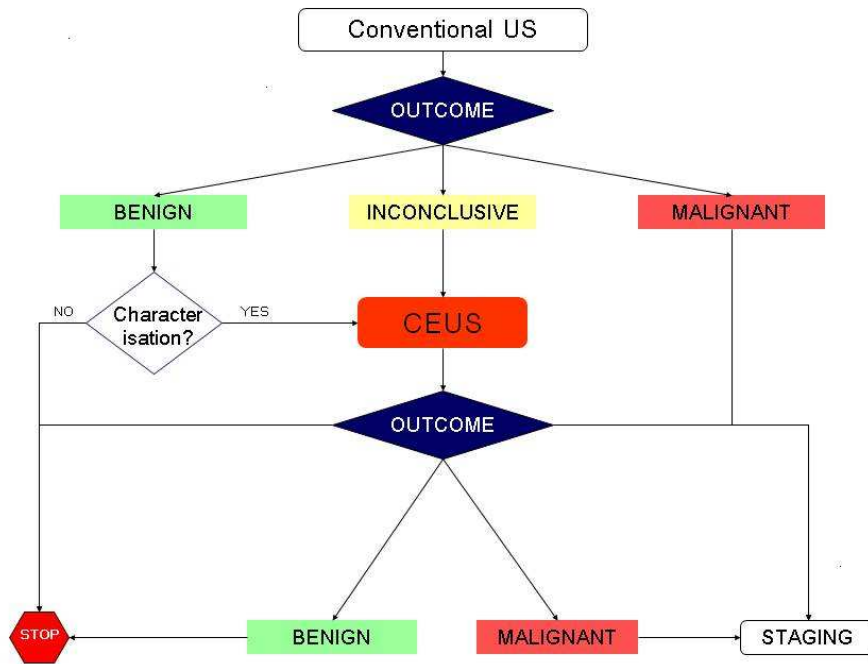 Conventional US
OUTCOME
BENIGN
INCONCLUSIVE
MALIGNANT
NO
Character
isation?
YES
CEUS
OUTCOME
STOP
BENIGN
MALIGNANT
STAGING